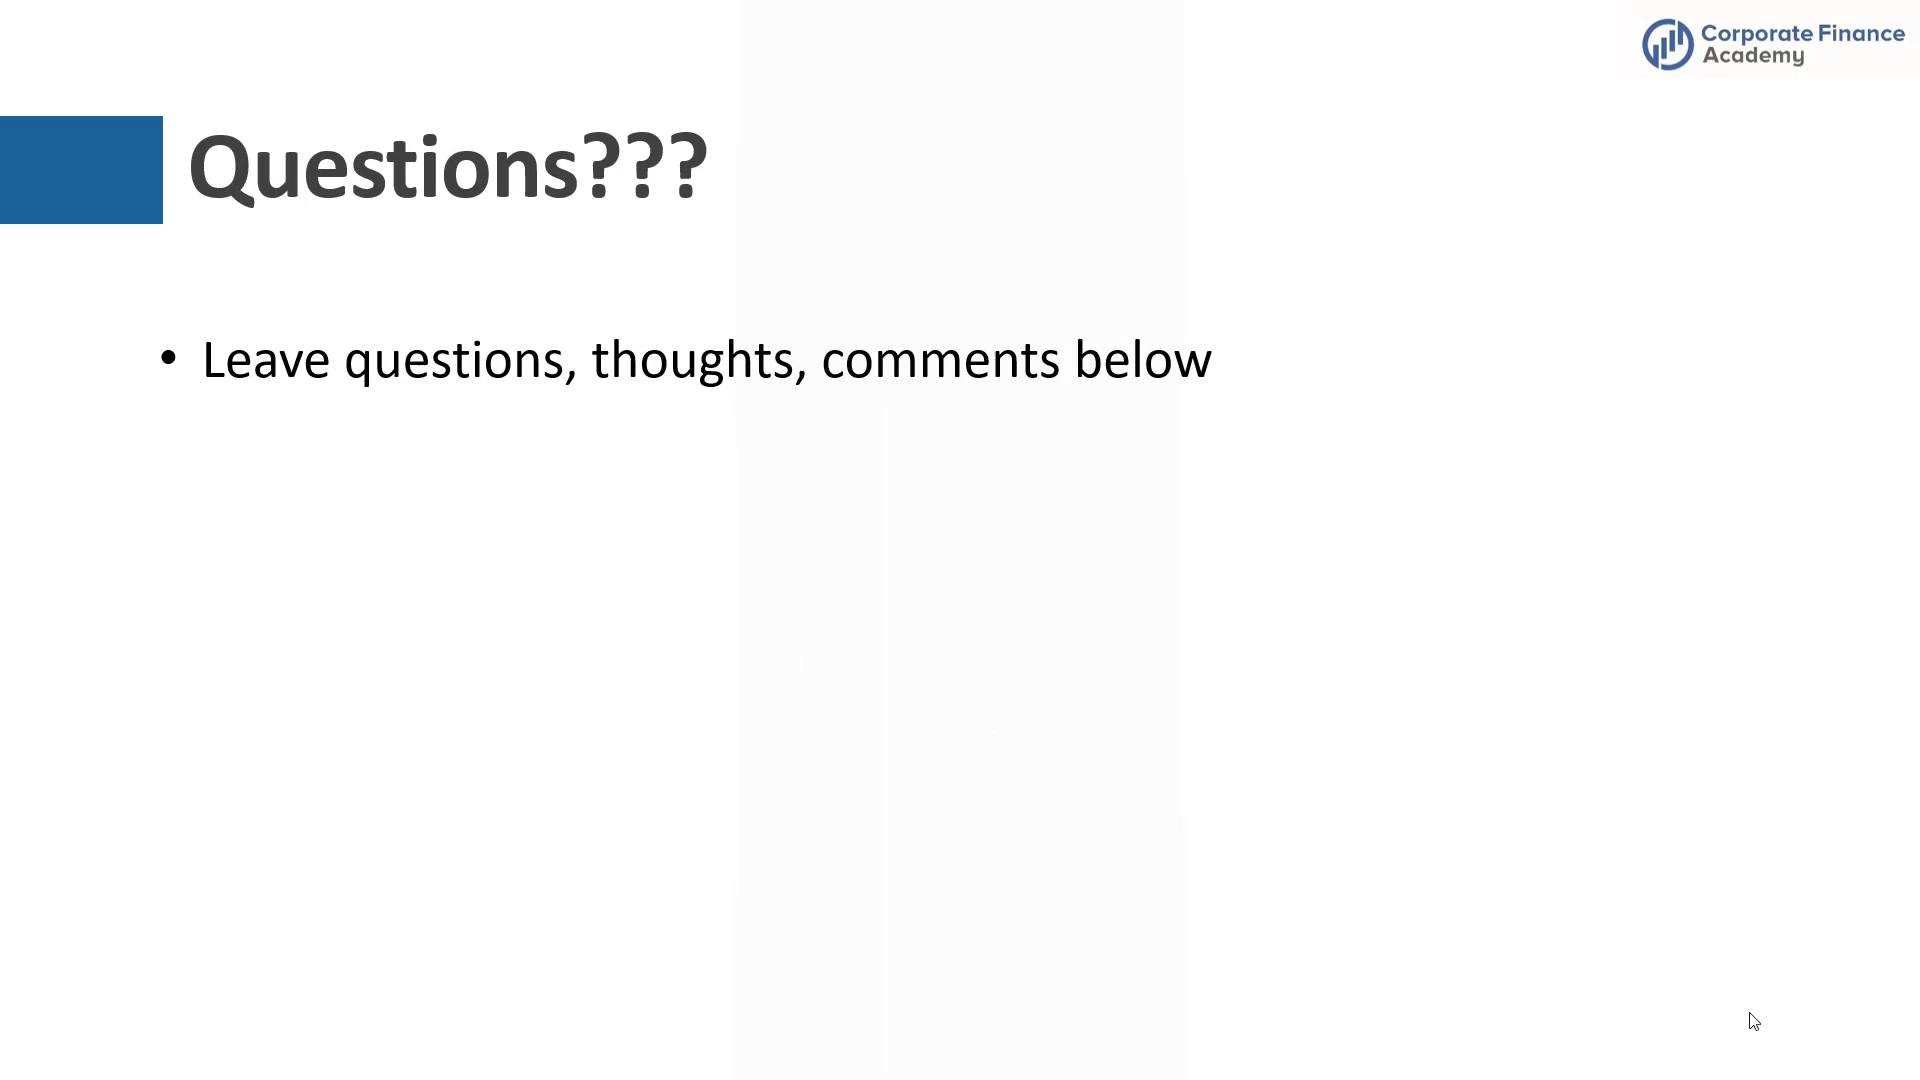 Corporate Finance
Academy
Questions???
• Leave questions, thoughts, comments below